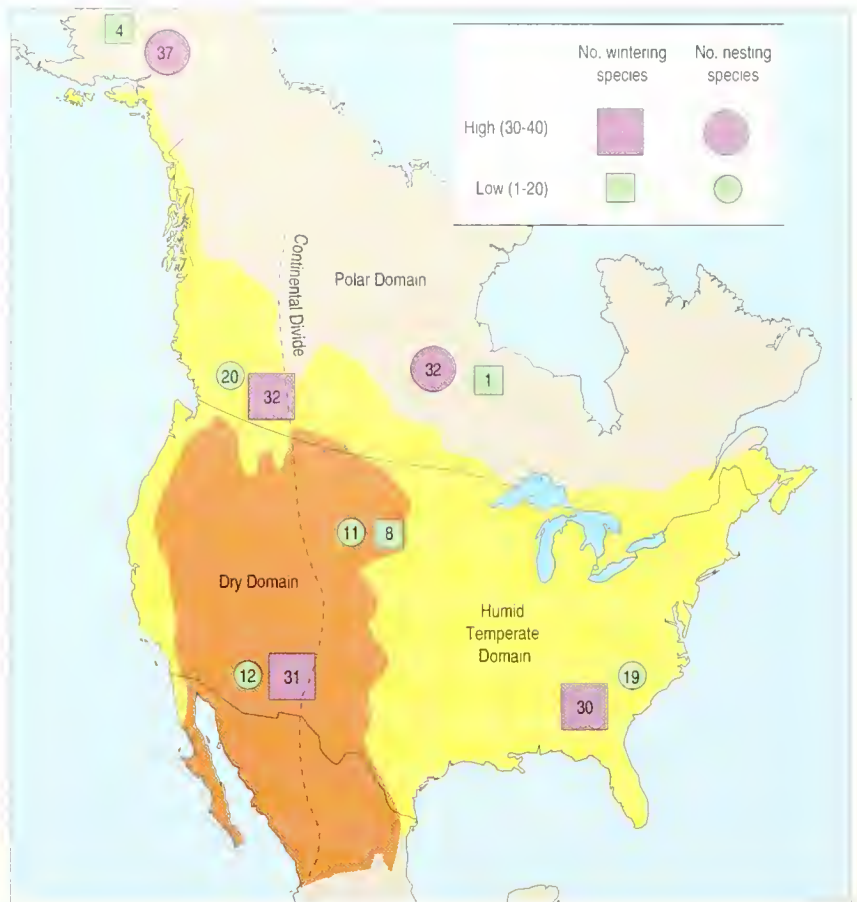 4
37
No. wintering species
No. nesting species
High (30-40)
Low (1-20)
Continental Divide
Polar Domain
20
32
32
1
11
8
Dry Domain
Humid
Temperate
Domain
12
31
30
19